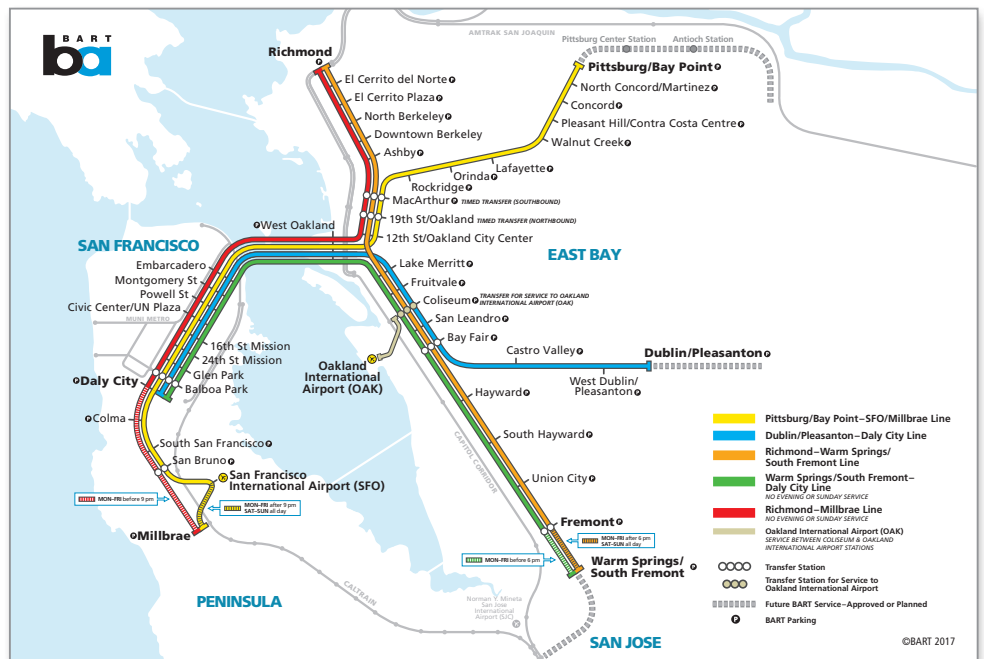 BART
ba
AMTRAK SAN JOAQUIN
Pittsburg Center Station
Antioch Station
Richmond
P
Pittsburg/Bay Point P
El Cerrito del Norte P
El Cerrito Plaza P
North Berkeley P
Downtown Berkeley
Ashby P
North Concord/Martinez P
Concord P
Pleasant Hill/Contra Costa Centre P
Walnut Creek P
Lafayette P
Orinda P
Rockridge P
MacArthur P TIMED TRANSFER (SOUTHBOUND)
19th St/Oakland TIMED TRANSFER (NORTHBOUND)
12th St/Oakland City Center
P West Oakland
SAN FRANCISCO
EAST BAY
Embarcadero
Montgomery St
Powell St
Civic Center/UN Plaza
MUNI METRO
16th St Mission
24th St Mission
Glen Park
Balboa Park
P Daly City
Lake Merritt P
Fruitvale P
Coliseum P TRANSFER FOR SERVICE TO OAKLAND
INTERNATIONAL AIRPORT (OAK)
San Leandro P
Bay Fair P
Castro Valley P
Dublin/Pleasanton P
West Dublin/
Pleasanton P
Oakland
International
Airport (OAK)
Hayward P
South Hayward P
CAPITOL CORRIDOR
Union City P
Fremont P
MON–FRI after 6 pm
SAT–SUN all day
MON–FRI before 6 pm
Warm Springs/
South Fremont P
P Colma
South San Francisco P
San Bruno P
San Francisco
International Airport (SFO)
MON–FRI before 9 pm
MON–FRI after 9 pm
SAT–SUN all day
P Millbrae
CALTRAIN
PENINSULA
Norman Y. Mineta
San Jose
International
Airport (SJC)
SAN JOSE
Pittsburg/Bay Point–SFO/Millbrae Line
Dublin/Pleasanton–Daly City Line
Richmond–Warm Springs/
South Fremont Line
Warm Springs/South Fremont–
Daly City Line
NO EVENING OR SUNDAY SERVICE
Richmond–Millbrae Line
NO EVENING OR SUNDAY SERVICE
Oakland International Airport (OAK)
SERVICE BETWEEN COLISEUM & OAKLAND
INTERNATIONAL AIRPORT STATIONS
Transfer Station
Transfer Station for Service to
Oakland International Airport
Future BART Service–Approved or Planned
P BART Parking
©BART 2017